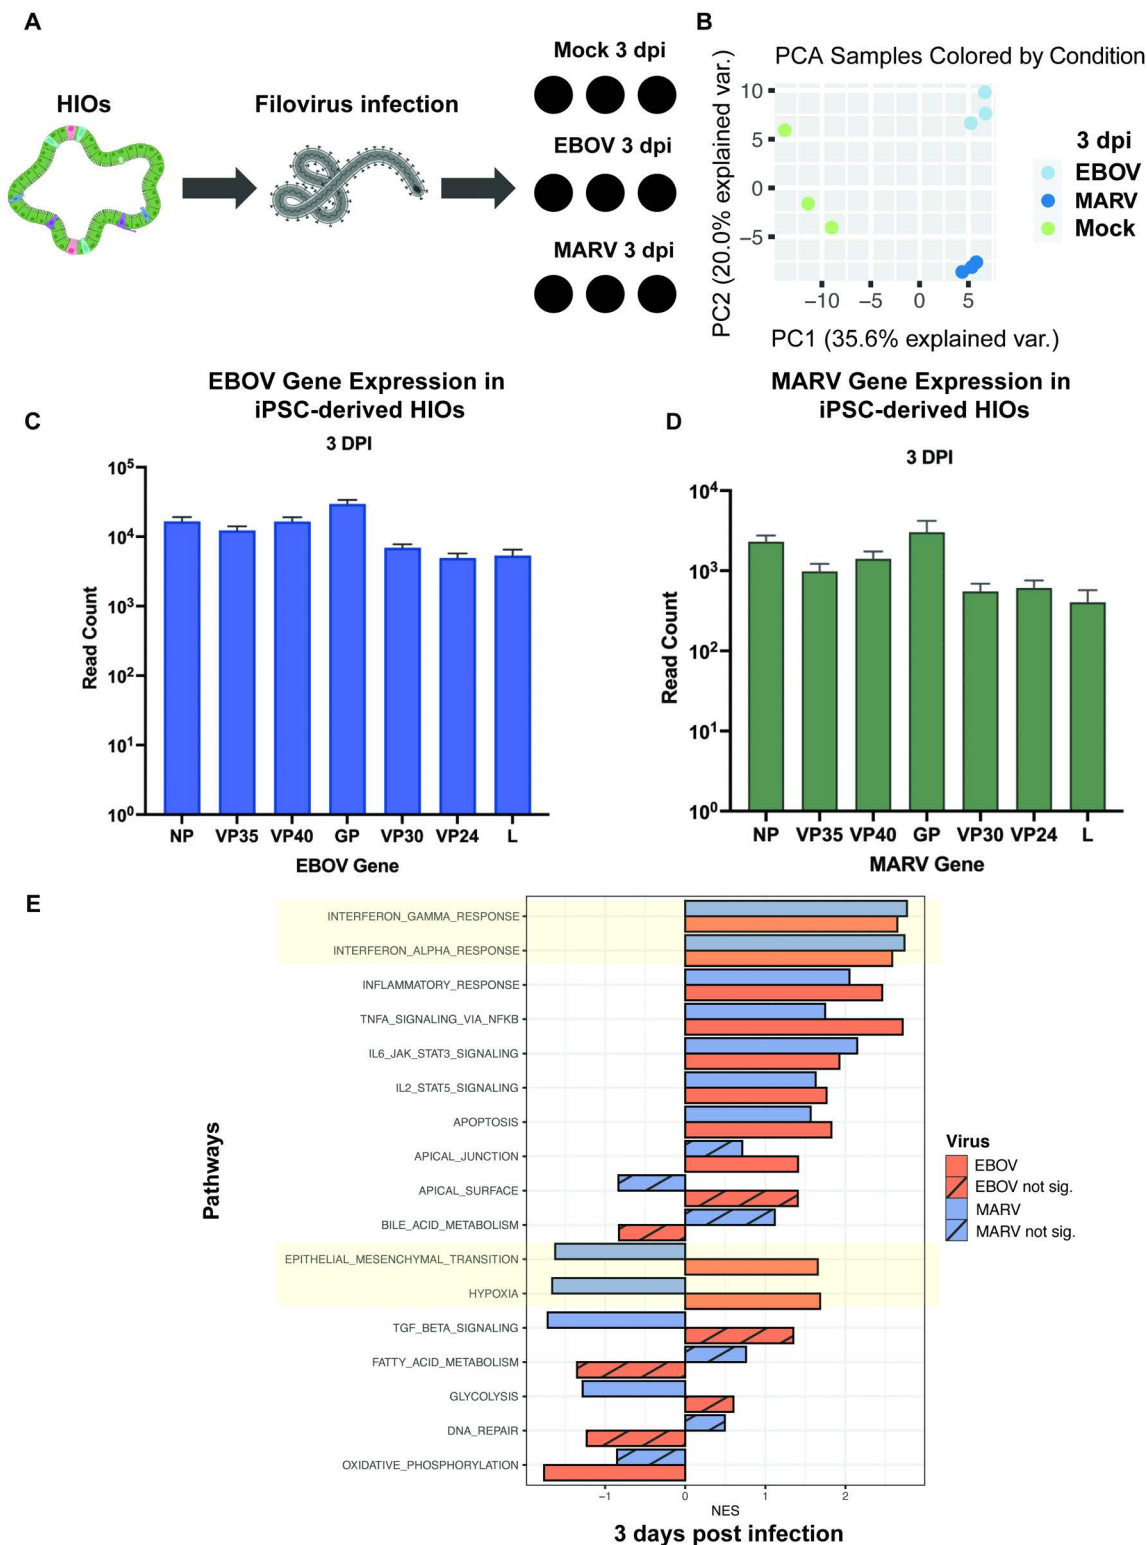 A
HIOs
Filovirus infection
Mock 3 dpi
EBOV 3 dpi
MARV 3 dpi
B
PCA Samples Colored by Condition
PC2 (20.0% explained var.)
10
5
0
−5
−10
−5
0
5
PC1 (35.6% explained var.)
3 dpi
EBOV
MARV
Mock
C
EBOV Gene Expression in
iPSC-derived HIOs
3 DPI
Read Count
10⁵
10⁴
10³
10²
10¹
10⁰
NP VP35 VP40 GP VP30 VP24 L
EBOV Gene
D
MARV Gene Expression in
iPSC-derived HIOs
3 DPI
Read Count
10⁴
10³
10²
10¹
10⁰
NP VP35 VP40 GP VP30 VP24 L
MARV Gene
E
Pathways
INTERFERON_GAMMA_RESPONSE
INTERFERON_ALPHA_RESPONSE
INFLAMMATORY_RESPONSE
TNFA_SIGNALING_VIA_NFKB
IL6_JAK_STAT3_SIGNALING
IL2_STAT5_SIGNALING
APOPTOSIS
APICAL_JUNCTION
APICAL_SURFACE
BILE_ACID_METABOLISM
EPITHELIAL_MESENCHYMAL_TRANSITION
HYPOXIA
TGF_BETA_SIGNALING
FATTY_ACID_METABOLISM
GLYCOLYSIS
DNA_REPAIR
OXIDATIVE_PHOSPHORYLATION
−1 0 1 2
NES
3 days post infection
Virus
EBOV
EBOV not sig.
MARV
MARV not sig.